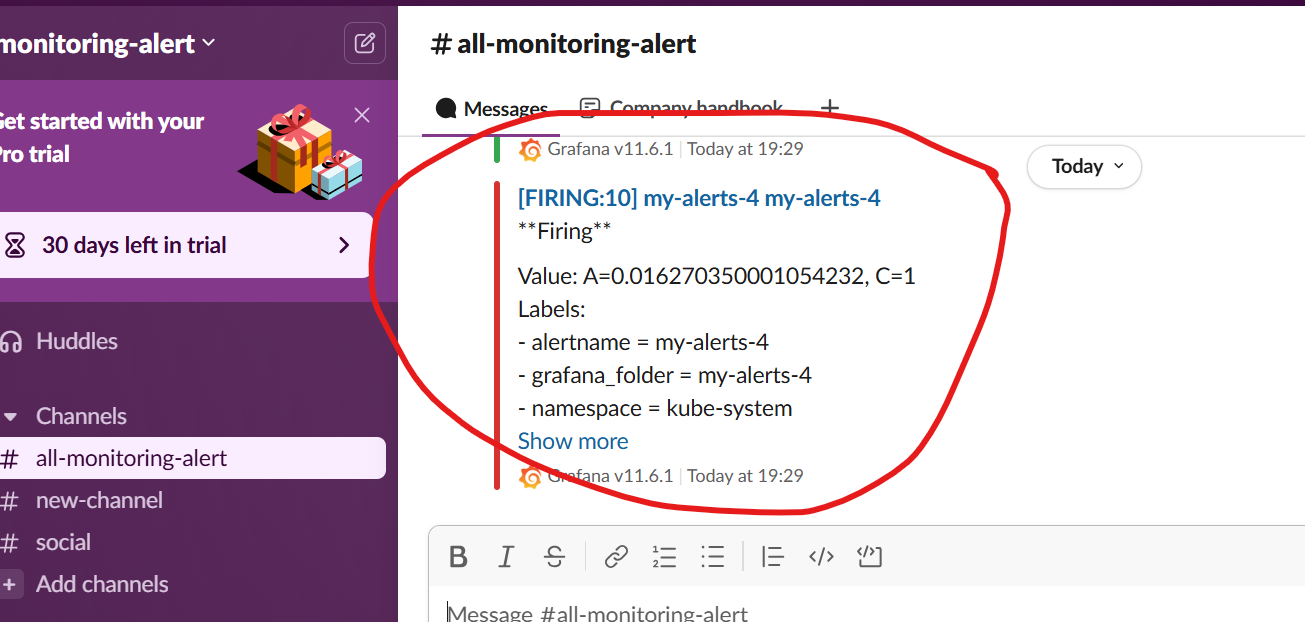 monitoring-alert
Get started with your
Pro trial
30 days left in trial
Huddles
Channels
# all-monitoring-alert
# new-channel
# social
+ Add channels
# all-monitoring-alert
Messages
Company handbook
+
Grafana v11.6.1 | Today at 19:29
Today
[FIRING:10] my-alerts-4 my-alerts-4
**Firing**
Value: A=0.016270350001054232, C=1
Labels:
- alertname = my-alerts-4
- grafana_folder = my-alerts-4
- namespace = kube-system
Show more
Grafana v11.6.1 | Today at 19:29
Message #all-monitoring-alert